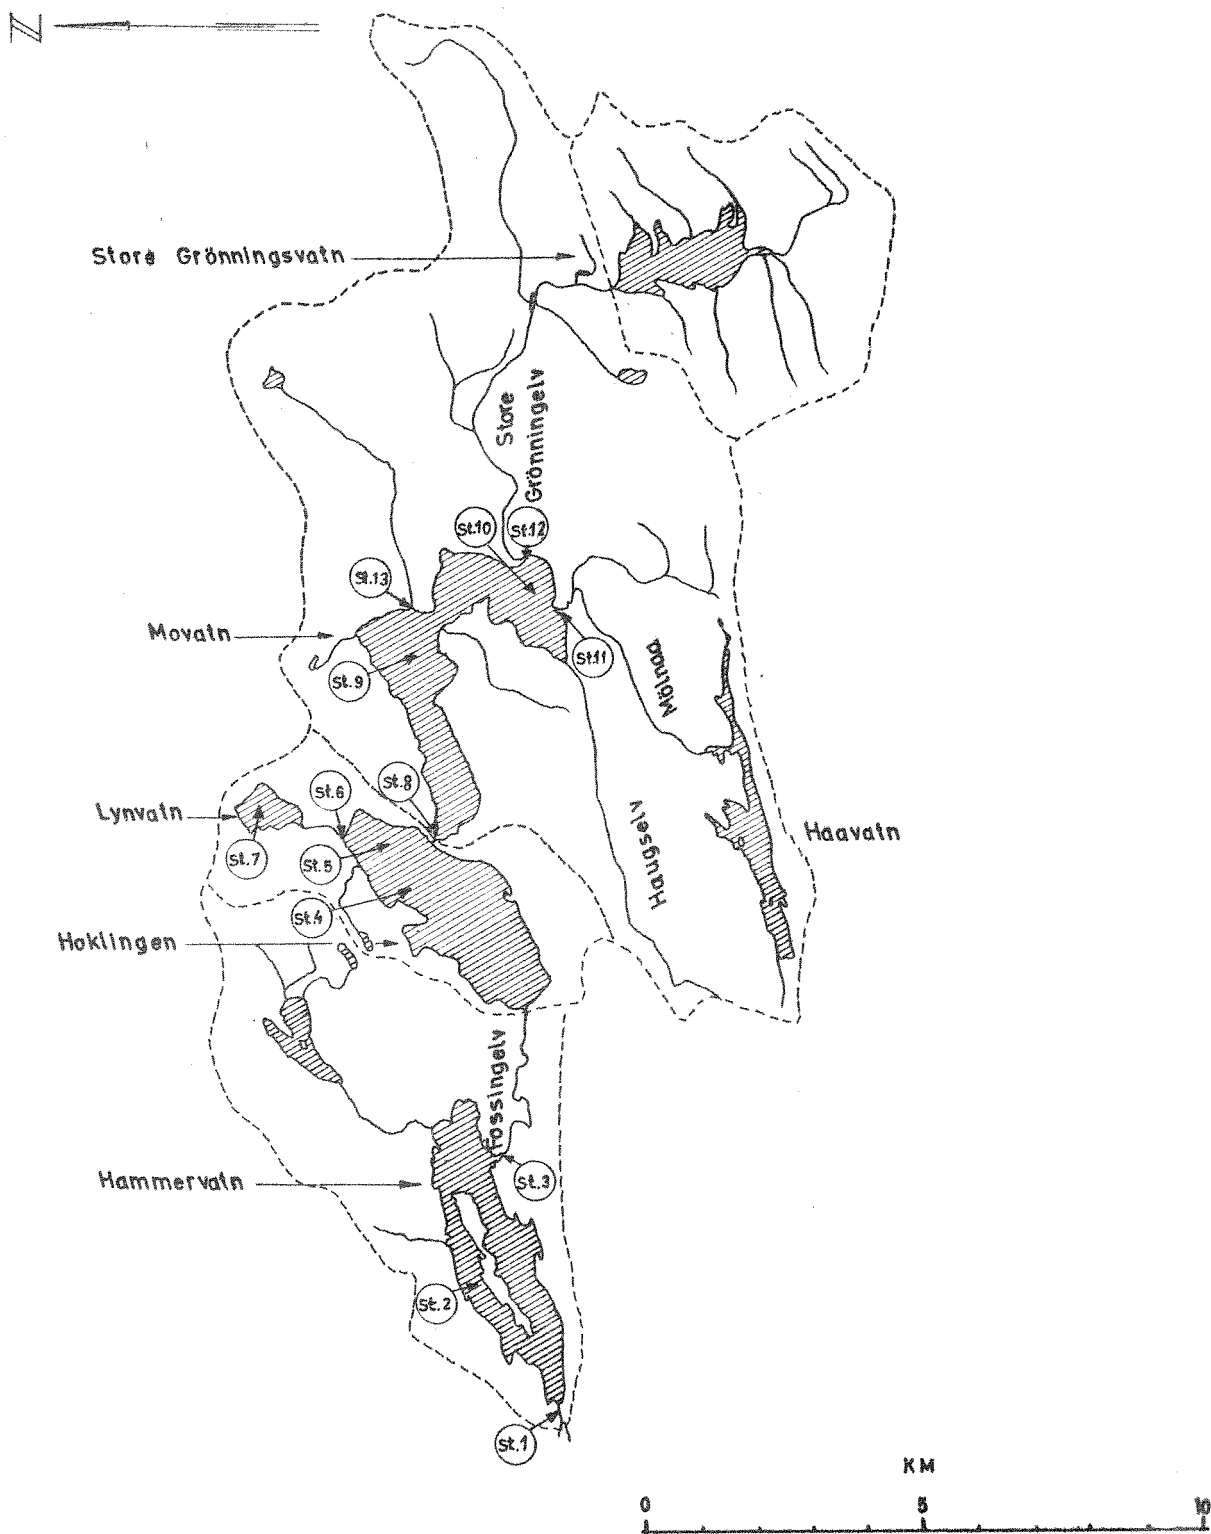 N
Store Grönningsvatn
Store
Grönningelv
St.10
St.12
St.13
Movatn
St.11
St.9
Mölnaa
St.8
St.6
Lynvatn
Haavatn
St.7
St.5
Haugselv
St.4
Hoklingen
Fossingelv
Hammervatn
St.3
St.2
St.1
KM
0 5 10